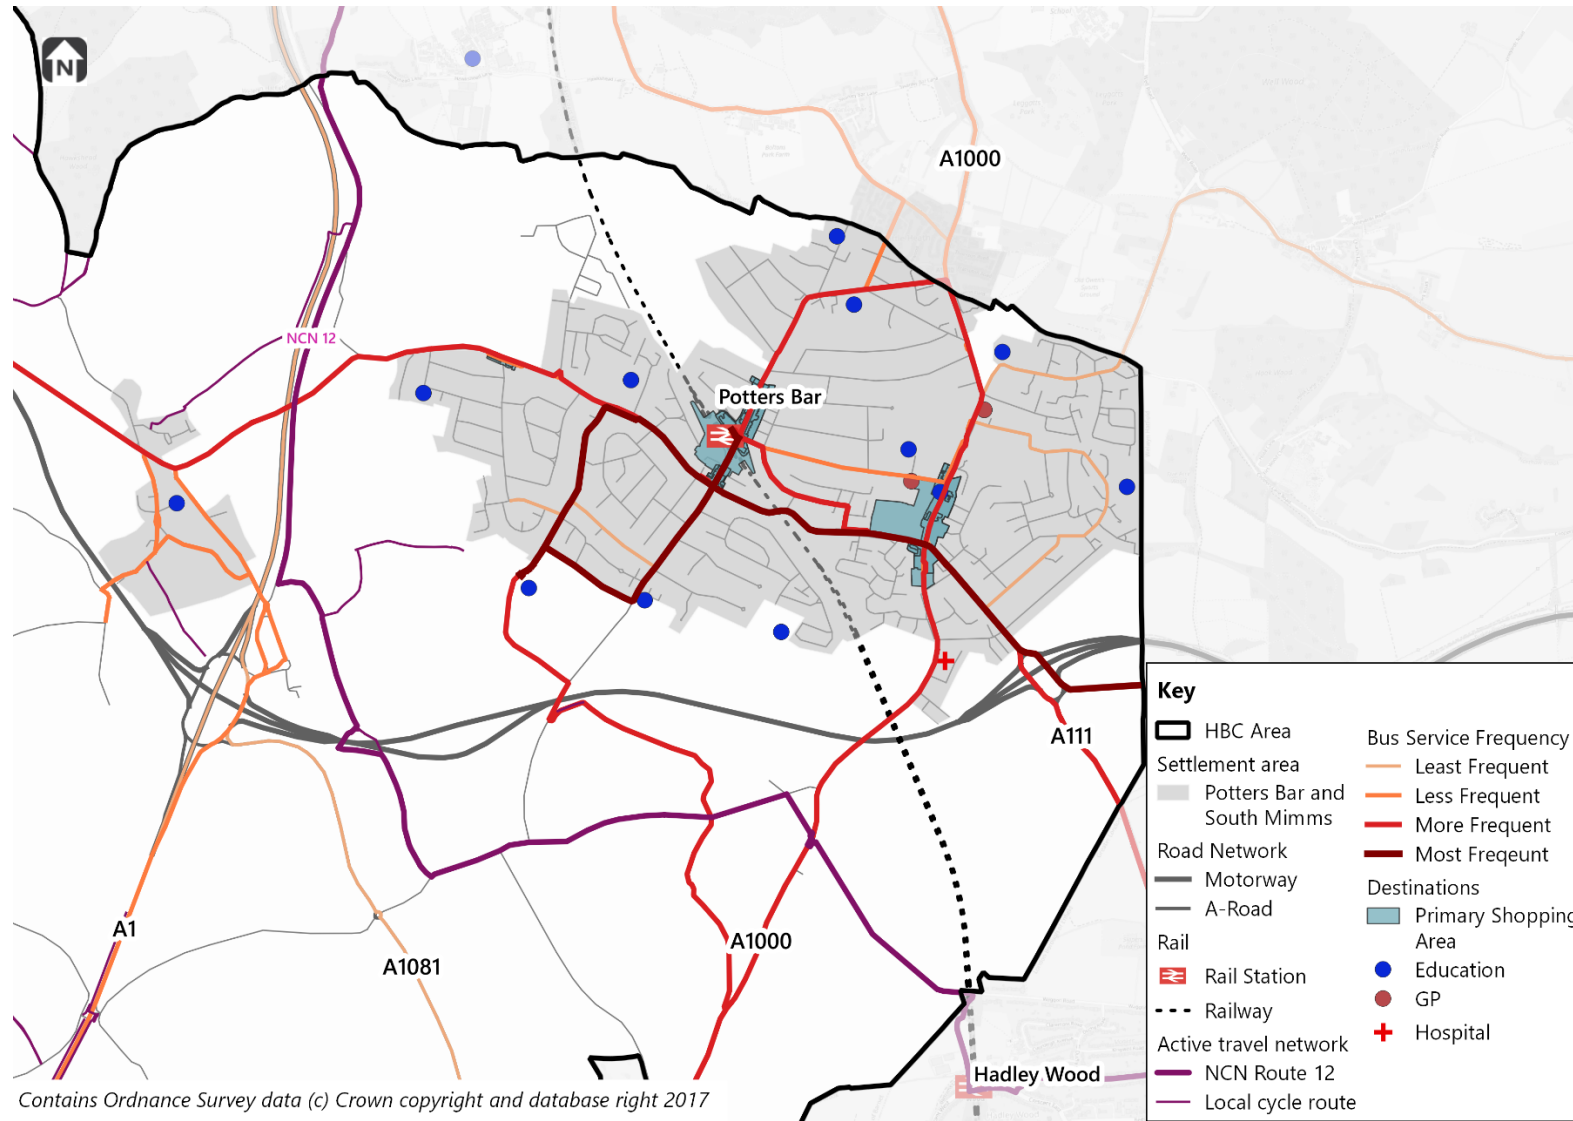 N
A1000
NCN 12
Potters Bar
A111
A1
A1081
A1000
Hadley Wood
Contains Ordnance Survey data (c) Crown copyright and database right 2017
Key
HBC Area
Settlement area
Potters Bar and
South Mimms
Road Network
Motorway
A-Road
Rail
Rail Station
Railway
Active travel network
NCN Route 12
Local cycle route
Bus Service Frequency
Least Frequent
Less Frequent
More Frequent
Most Freqeunt
Destinations
Primary Shopping
Area
Education
GP
Hospital